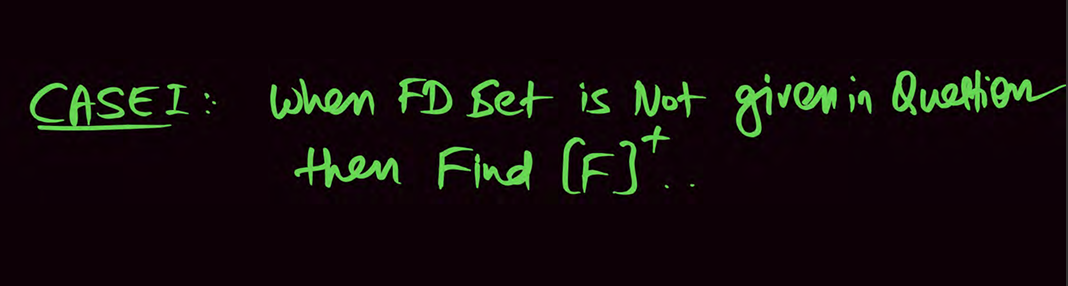 CASE I: When FD Set is Not given in Question
then Find [F]+..